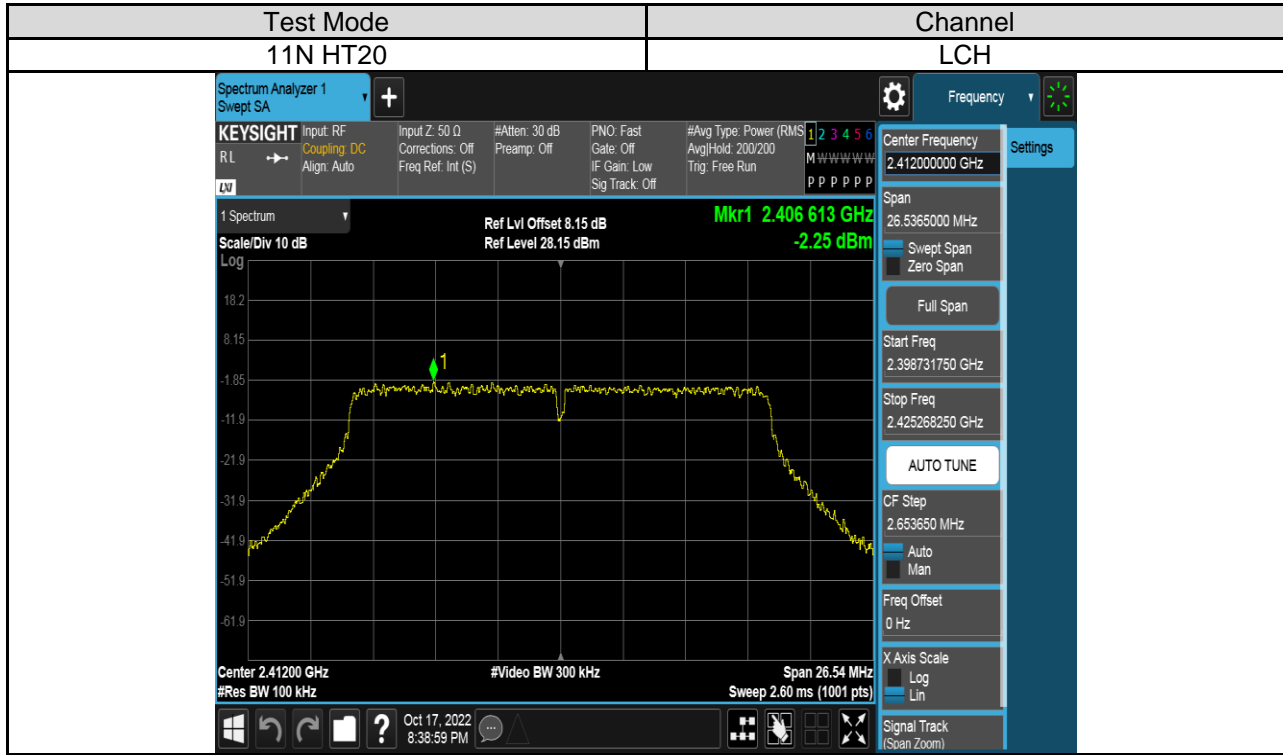 Test Mode Channel
11N HT20 LCH
Spectrum Analyzer 1
Swept SA
+
Frequency
KEYSIGHT
RL
LXI
Input: RF
Coupling: DC
Align: Auto
Input Z: 50 Ω
Corrections: Off
Freq Ref: Int (S)
#Atten: 30 dB
Preamp: Off
PNO: Fast
Gate: Off
IF Gain: Low
Sig Track: Off
#Avg Type: Power (RMS
Avg|Hold: 200/200
Trig: Free Run
1 2 3 4 5 6
M W W W W W
P P P P P P
Center Frequency
2.412000000 GHz
Settings
1 Spectrum
Scale/Div 10 dB
Ref Lvl Offset 8.15 dB
Ref Level 28.15 dBm
Mkr1 2.406 613 GHz
-2.25 dBm
Log
18.2
8.15
-1.85
-11.9
-21.9
-31.9
-41.9
-51.9
-61.9
1
Center 2.41200 GHz
#Res BW 100 kHz
#Video BW 300 kHz
Span 26.54 MHz
Sweep 2.60 ms (1001 pts)
Span
26.5365000 MHz
Swept Span
Zero Span
Full Span
Start Freq
2.398731750 GHz
Stop Freq
2.425268250 GHz
AUTO TUNE
CF Step
2.653650 MHz
Auto
Man
Freq Offset
0 Hz
X Axis Scale
Log
Lin
Signal Track
(Span Zoom)
?
Oct 17, 2022
8:38:59 PM